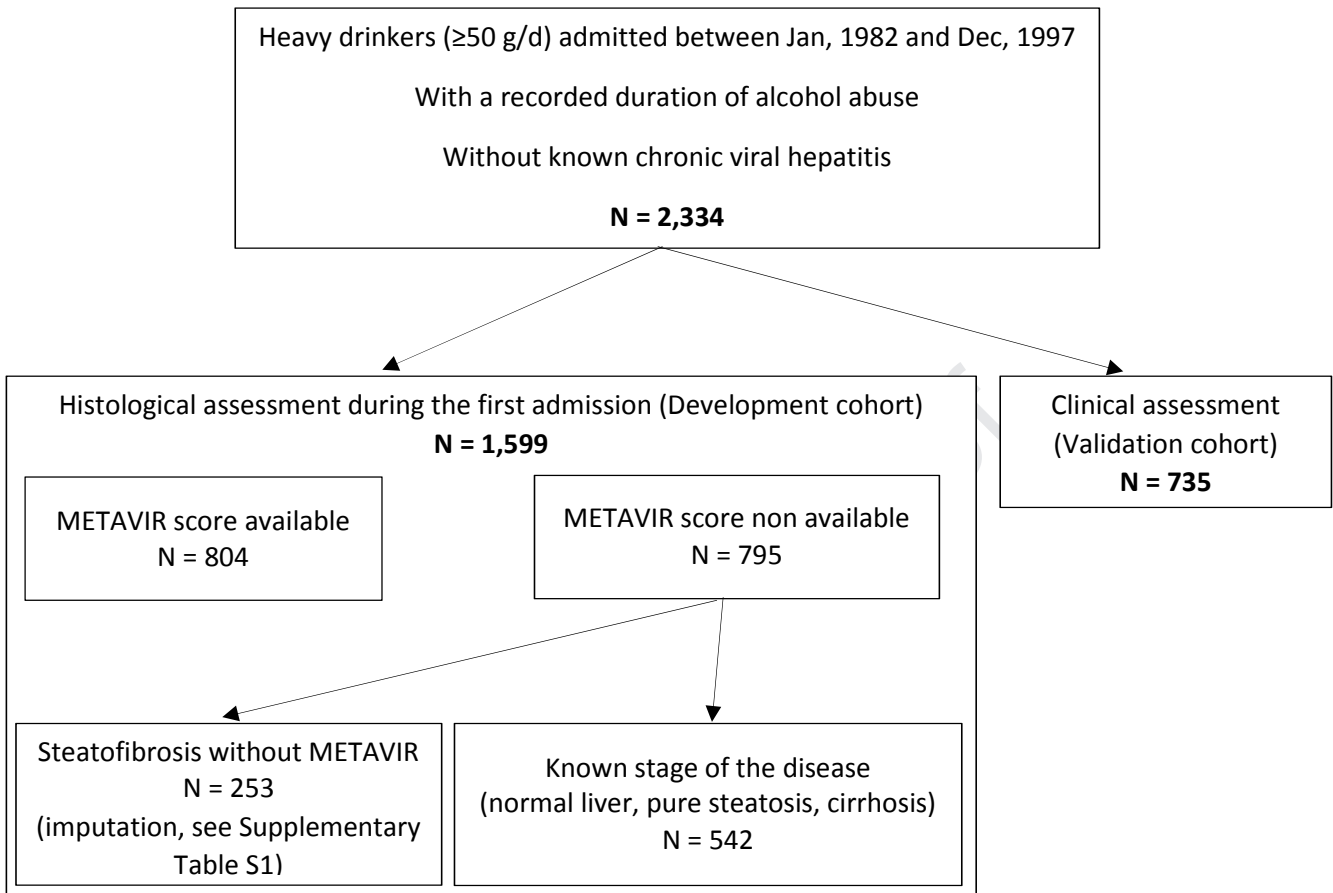 Heavy drinkers (≥50 g/d) admitted between Jan, 1982 and Dec, 1997
With a recorded duration of alcohol abuse
Without known chronic viral hepatitis
N = 2,334
Histological assessment during the first admission (Development cohort)
N = 1,599
Clinical assessment
(Validation cohort)
N = 735
METAVIR score available
N = 804
METAVIR score non available
N = 795
Steatofibrosis without METAVIR
N = 253
(imputation, see Supplementary
Table S1)
Known stage of the disease
(normal liver, pure steatosis, cirrhosis)
N = 542